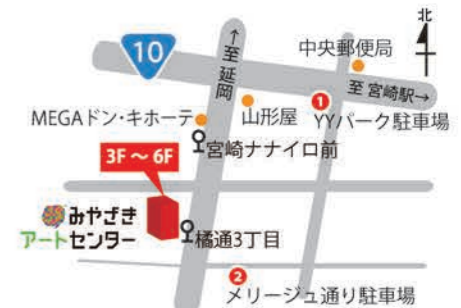 北
10
↑至 延岡
中央郵便局
至 宮崎駅→
MEGAドン・キホーテ
山形屋
1
YYパーク駐車場
宮崎ナナイロ前
3F～6F
みやざき
アートセンター
橘通3丁目
2
メリージュ通り駐車場